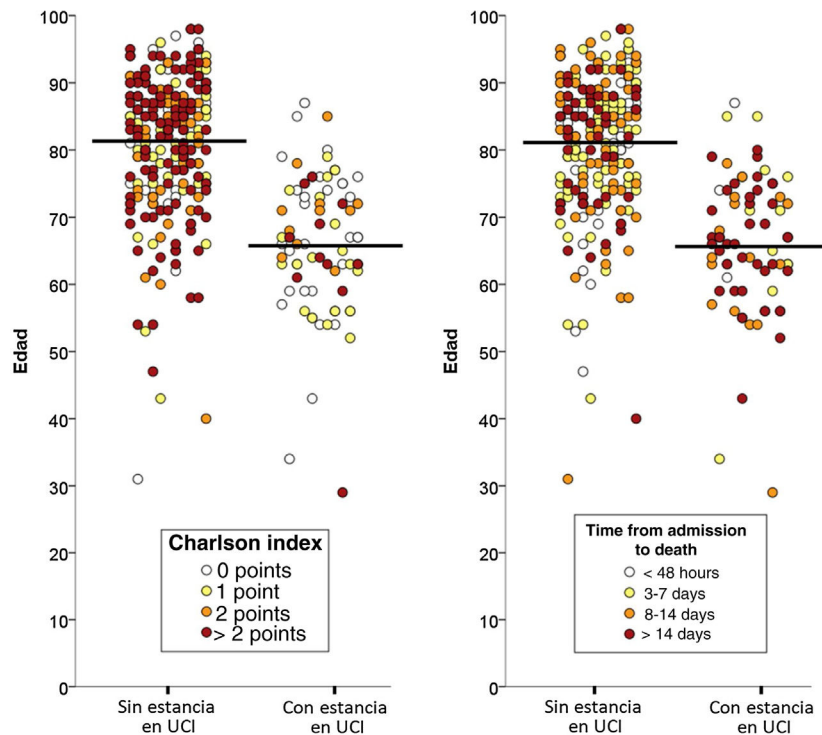 100
90
80
70
60
50
40
30
20
10
0
Edad
Charlson index
0 points
1 point
2 points
> 2 points
Sin estancia
en UCI
Con estancia
en UCI
100
90
80
70
60
50
40
30
20
10
0
Edad
Time from admission
to death
< 48 hours
3-7 days
8-14 days
> 14 days
Sin estancia
en UCI
Con estancia
en UCI